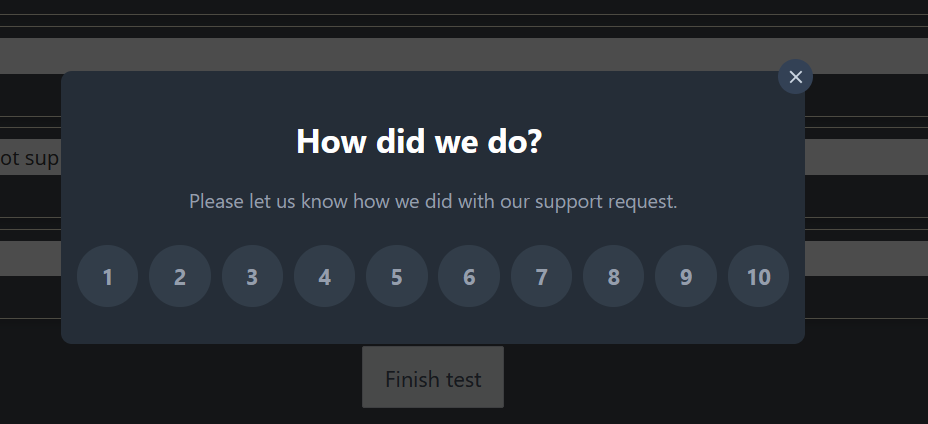 How did we do?
ot sup
Please let us know how we did with our support request.
1 2 3 4 5 6 7 8 9 10
Finish test